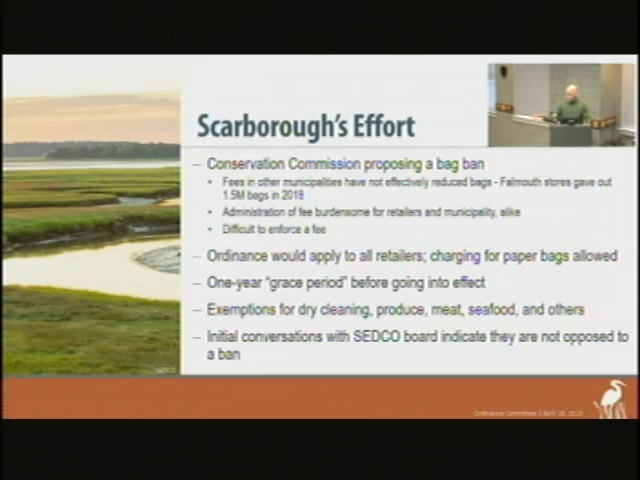 Scarborough's Effort
– Conservation Commission proposing a bag ban
• Fees in other municipalities have not effectively reduced bags - Falmouth stores gave out
1.5M bags in 2018
• Administration of fee burdensome for retailers and municipality, alike
• Difficult to enforce a fee
– Ordinance would apply to all retailers; charging for paper bags allowed
– One-year "grace period" before going into effect
– Exemptions for dry cleaning, produce, meat, seafood, and others
– Initial conversations with SEDCO board indicate they are not opposed to
a ban
Ordinance Committee | April